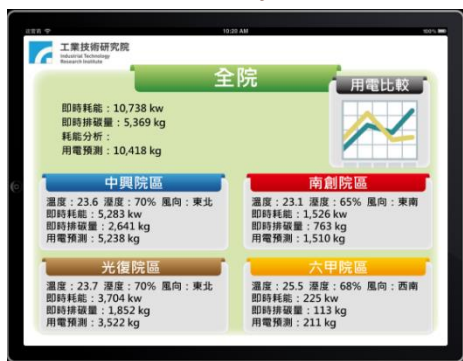 10:20 AM
100%
工業技術研究院
Industrial Technology
Research Institute
全院
用電比較
即時耗能：10,738 kw
即時排碳量：5,369 kg
耗能分析：
用電預測：10,418 kg
中興院區
溫度：23.6 溼度：70% 風向：東北
即時耗能：5,283 kw
即時排碳量：2,641 kg
用電預測：5,238 kg
南創院區
溫度：23.1 溼度：65% 風向：東南
即時耗能：1,526 kw
即時排碳量：763 kg
用電預測：1,510 kg
光復院區
溫度：23.7 溼度：70% 風向：東北
即時耗能：3,704 kw
即時排碳量：1,852 kg
用電預測：3,522 kg
六甲院區
溫度：25.5 溼度：68% 風向：西南
即時耗能：225 kw
即時排碳量：113 kg
用電預測：211 kg